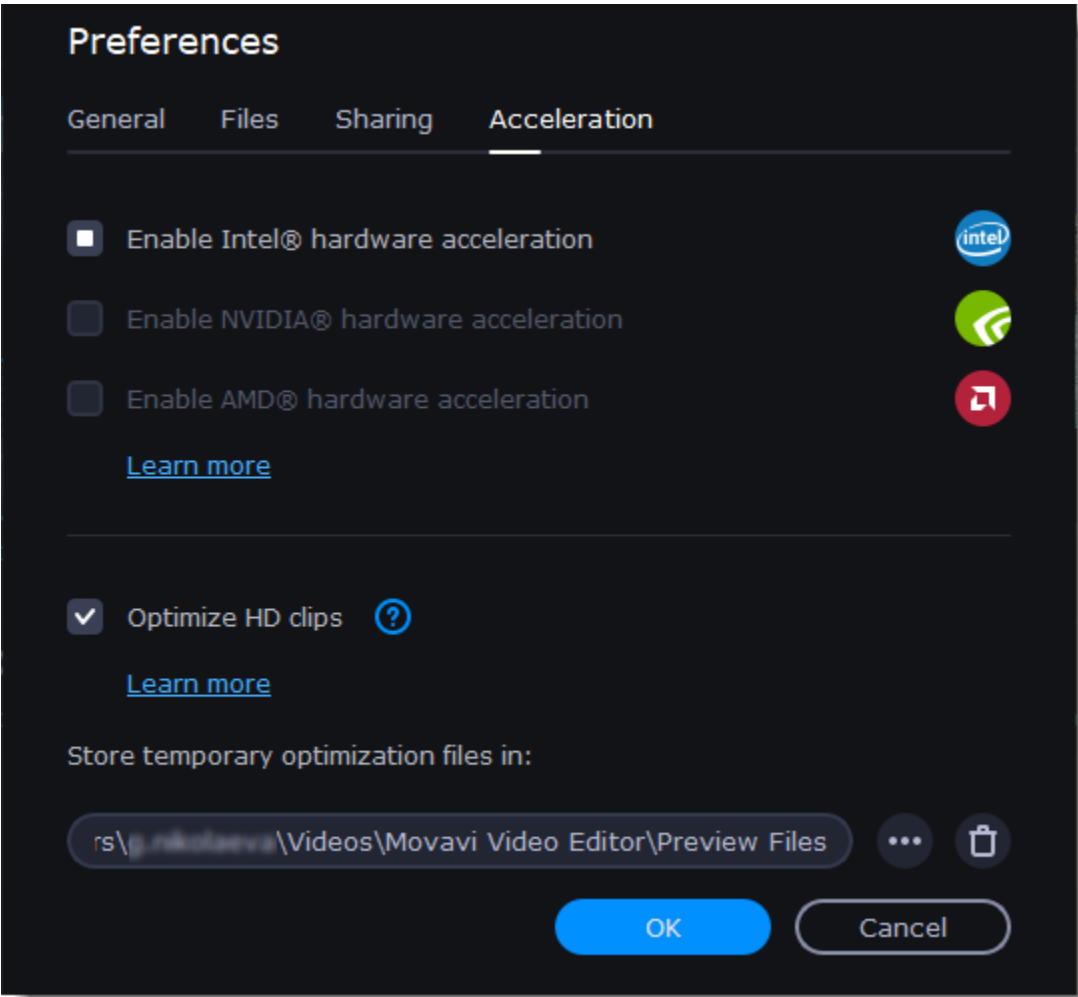 Preferences
General Files Sharing Acceleration
Enable Intel® hardware acceleration
intel
Enable NVIDIA® hardware acceleration
Enable AMD® hardware acceleration
Learn more
Optimize HD clips ?
Learn more
Store temporary optimization files in:
rs\ \Videos\Movavi Video Editor\Preview Files
OK Cancel